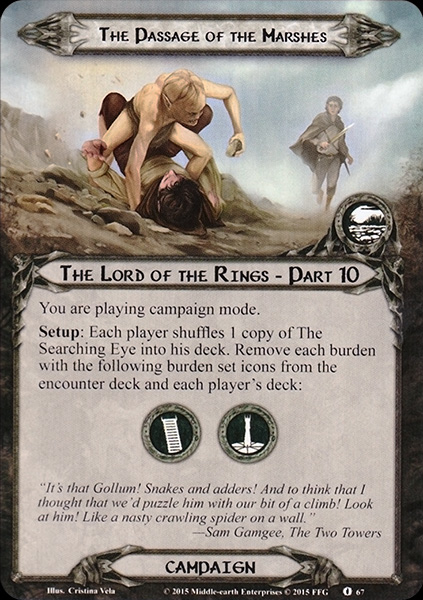 The Passage of the Marshes
The Lord of the Rings - Part 10
You are playing campaign mode.
Setup: Each player shuffles 1 copy of The
Searching Eye into his deck. Remove each burden
with the following burden set icons from the
encounter deck and each player's deck:
"It's that Gollum! Snakes and adders! And to think that I
thought that we'd puzzle him with our bit of a climb! Look
at him! Like a nasty crawling spider on a wall."
—Sam Gamgee, The Two Towers
CAMPAIGN
Illus. Cristina Vela © 2015 Middle-earth Enterprises © 2015 FFG 67